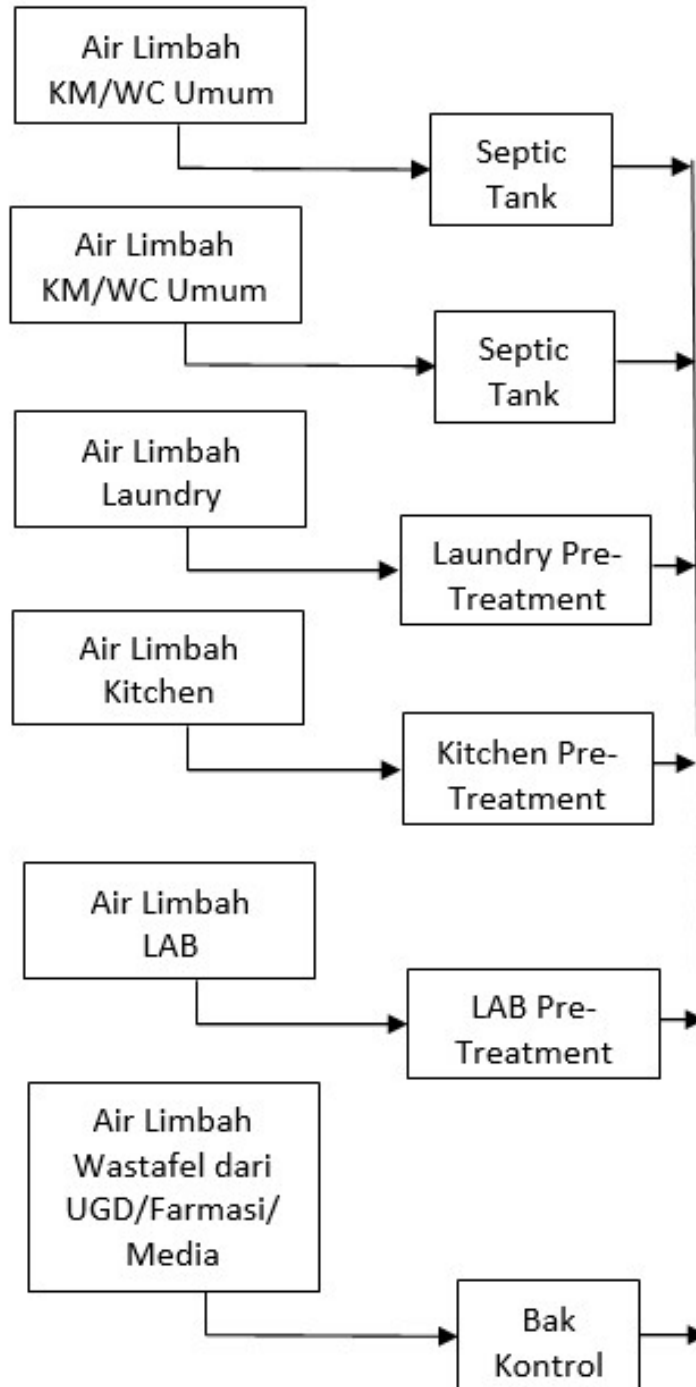 Air Limbah
KM/WC Umum
Septic
Tank
Air Limbah
KM/WC Umum
Septic
Tank
Air Limbah
Laundry
Laundry Pre-
Treatment
Air Limbah
Kitchen
Kitchen Pre-
Treatment
Air Limbah
LAB
LAB Pre-
Treatment
Air Limbah
Wastafel dari
UGD/Farmasi/
Media
Bak
Kontrol